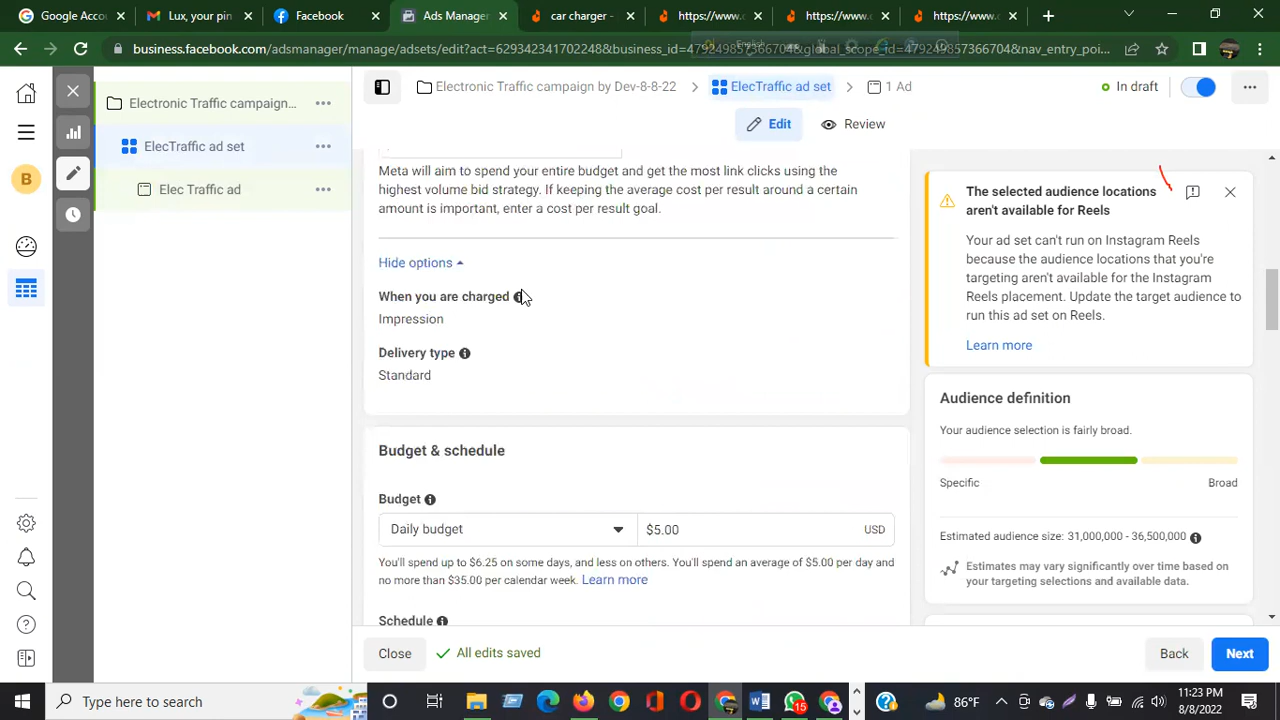 Google Acco
Lux, your pin
Facebook
Ads Manager
car charger -
https://www.c
https://www.c
https://www.c
business.facebook.com/adsmanager/manage/adsets/edit?act=629342341702248&business_id=479249857366704&global_scope_id=479249857366704&nav_entry_poi...
English
Electronic Traffic campaign...
Electronic Traffic campaign by Dev-8-8-22
ElecTraffic ad set
1 Ad
In draft
Edit
Review
ElecTraffic ad set
Elec Traffic ad
B
Meta will aim to spend your entire budget and get the most link clicks using the
highest volume bid strategy. If keeping the average cost per result around a certain
amount is important, enter a cost per result goal.
Hide options
When you are charged
Impression
Delivery type
Standard
Budget & schedule
Budget
Daily budget
$5.00
USD
You'll spend up to $6.25 on some days, and less on others. You'll spend an average of $5.00 per day and
no more than $35.00 per calendar week. Learn more
Schedule
The selected audience locations
aren't available for Reels
Your ad set can't run on Instagram Reels
because the audience locations that you're
targeting aren't available for the Instagram
Reels placement. Update the target audience to
run this ad set on Reels.
Learn more
Audience definition
Your audience selection is fairly broad.
Specific
Broad
Estimated audience size: 31,000,000 - 36,500,000
Estimates may vary significantly over time based on
your targeting selections and available data.
Close
All edits saved
Back
Next
Type here to search
15
86°F
11:23 PM
8/8/2022